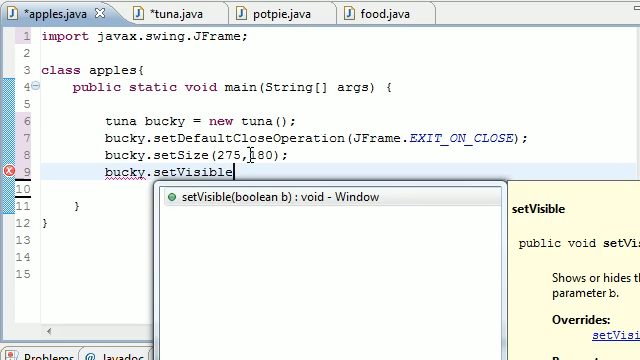 *apples.java
*tuna.java
potpie.java
food.java
1 import javax.swing.JFrame;
2
3 class apples{
4 public static void main(String[] args) {
5
6 tuna bucky = new tuna();
7 bucky.setDefaultCloseOperation(JFrame.EXIT_ON_CLOSE);
8 bucky.setSize(275,180);
9 bucky.setVisible
10
11 }
12 }
13
14
15
setVisible(boolean b) : void - Window
setVisible
public void setVis
Shows or hides th
parameter b.
Overrides:
setVisi
Problems
@ Javadoc